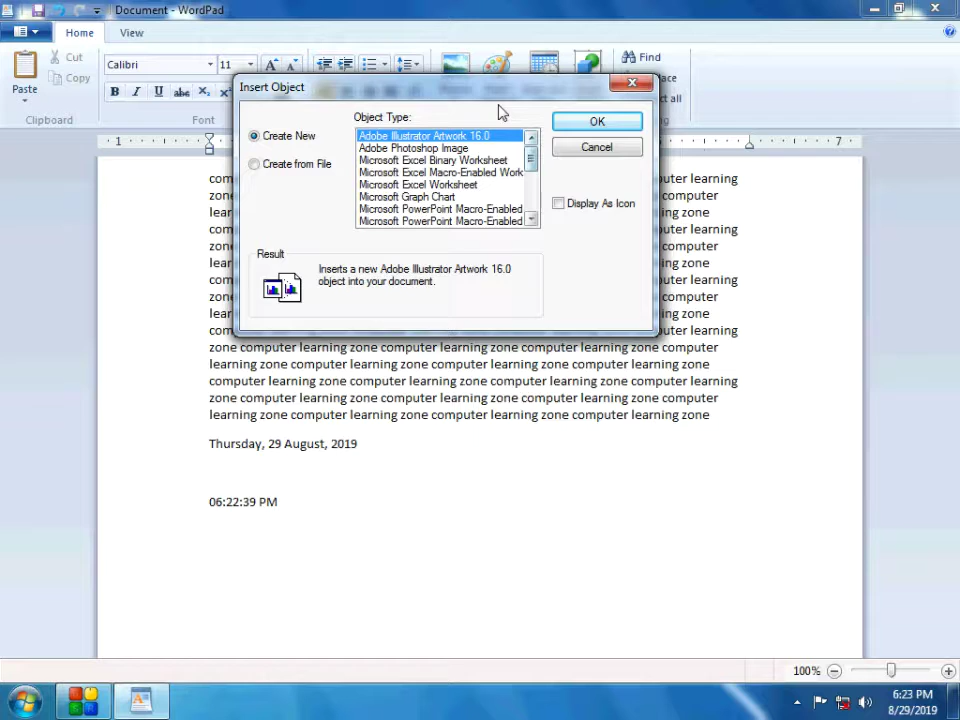 Document - WordPad
Home View
Paste
Cut
Copy
Clipboard
Calibri 11
Font
Find
all
Insert Object
Create New
Create from File
Object Type:
Adobe Illustrator Artwork 16.0
Adobe Photoshop Image
Microsoft Excel Binary Worksheet
Microsoft Excel Macro-Enabled Work
Microsoft Excel Worksheet
Microsoft Graph Chart
Microsoft PowerPoint Macro-Enabled
Microsoft PowerPoint Macro-Enabled
OK
Cancel
Display As Icon
Result
Inserts a new Adobe Illustrator Artwork 16.0
object into your document.
1 7
learning
zone computer
learning zone
computer
learning
zone computer
learning zone
computer
learning
zone computer
learning zone
zone computer learning zone computer learning zone computer
learning zone computer learning zone computer learning zone
computer learning zone computer learning zone computer learning
zone computer learning zone computer learning zone computer
learning zone computer learning zone computer learning zone
Thursday, 29 August, 2019
06:22:39 PM
100%
6:23 PM
8/29/2019